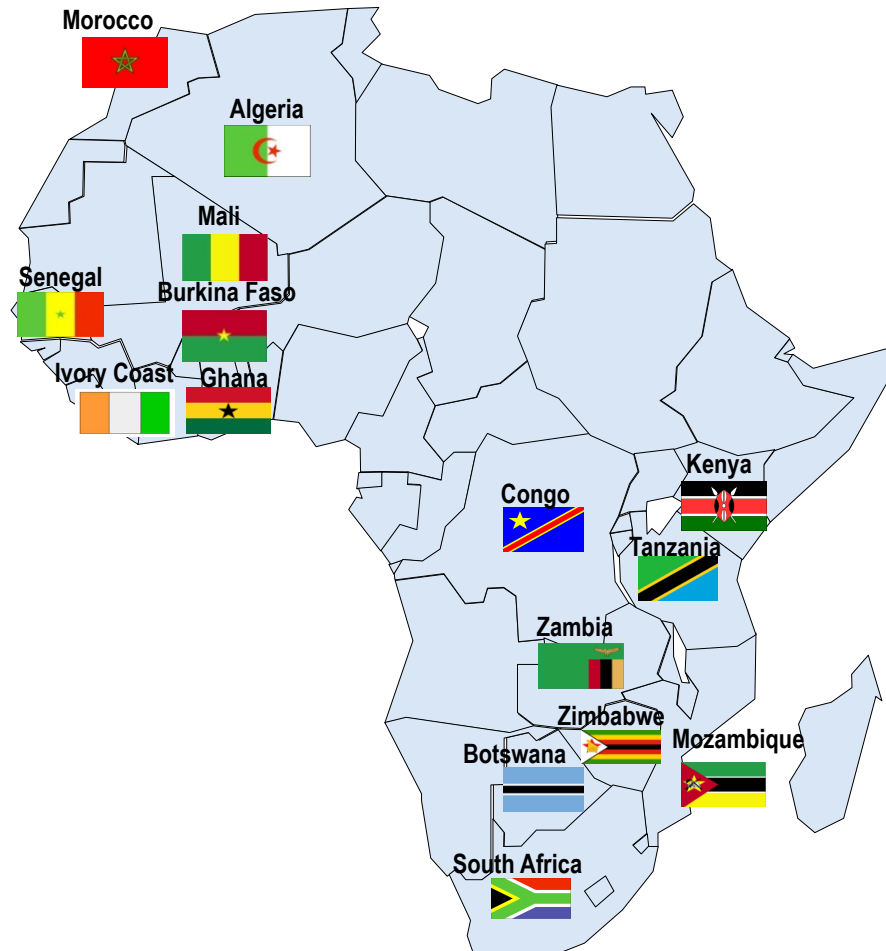 Morocco
Algeria
Mali
Senegal
Burkina Faso
Ivory Coast
Ghana
Kenya
Congo
Tanzania
Zambia
Zimbabwe
Mozambique
Botswana
South Africa